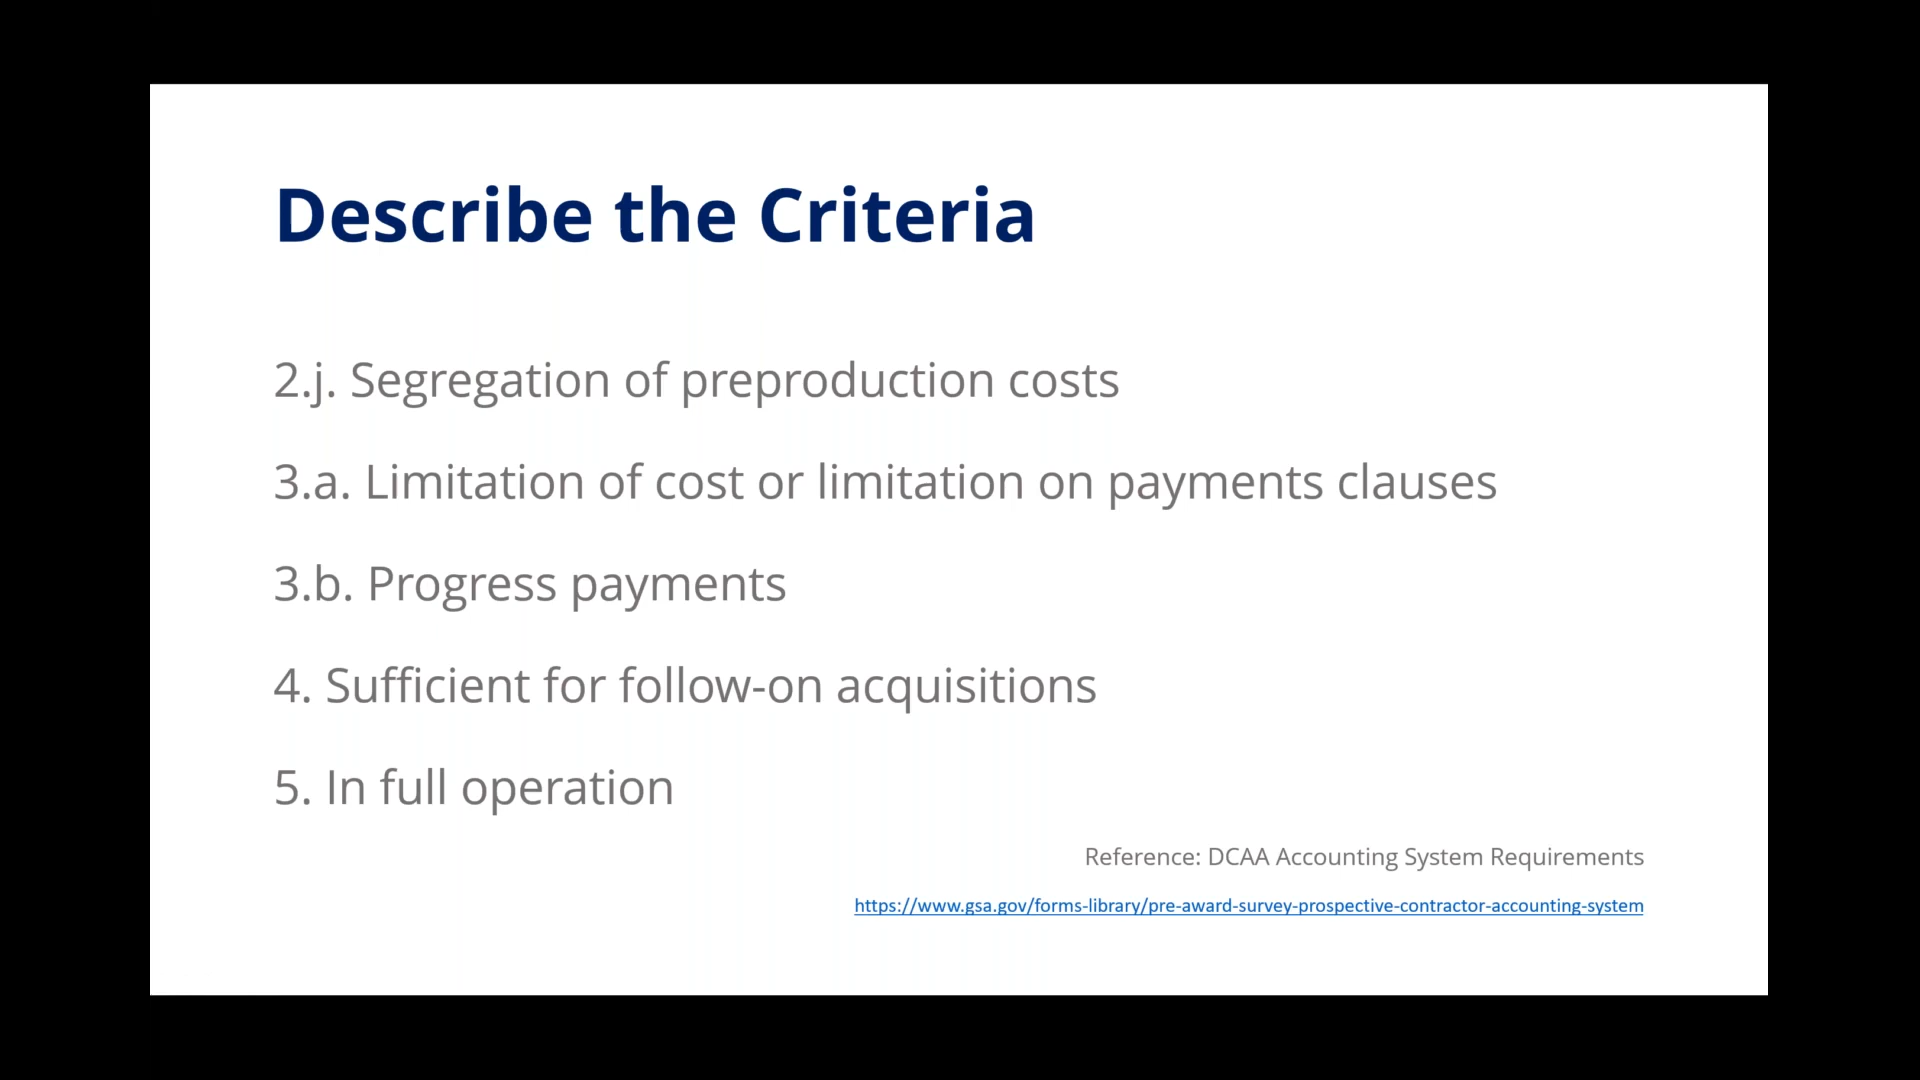 Describe the Criteria
2.j. Segregation of preproduction costs
3.a. Limitation of cost or limitation on payments clauses
3.b. Progress payments
4. Sufficient for follow-on acquisitions
5. In full operation
Reference: DCAA Accounting System Requirements
https://www.gsa.gov/forms-library/pre-award-survey-prospective-contractor-accounting-system